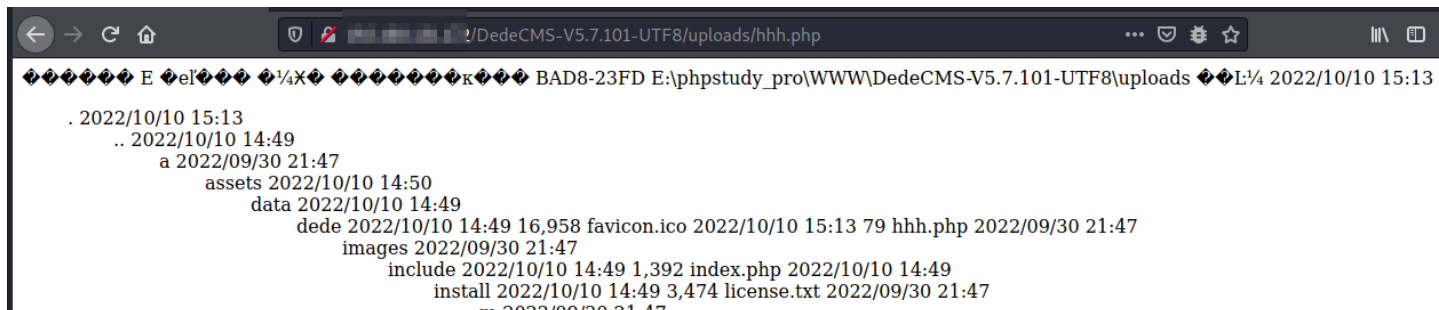 /DedeCMS-V5.7.101-UTF8/uploads/hhh.php
E BAD8-23FD E:\phpstudy_pro\WWW\DedeCMS-V5.7.101-UTF8\uploads 2022/10/10 15:13
. 2022/10/10 15:13
.. 2022/10/10 14:49
a 2022/09/30 21:47
assets 2022/10/10 14:50
data 2022/10/10 14:49
dede 2022/10/10 14:49 16,958 favicon.ico 2022/10/10 15:13 79 hhh.php 2022/09/30 21:47
images 2022/09/30 21:47
include 2022/10/10 14:49 1,392 index.php 2022/10/10 14:49
install 2022/10/10 14:49 3,474 license.txt 2022/09/30 21:47